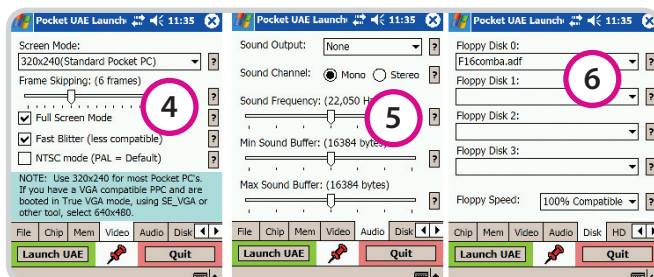 Pocket UAE Launch 11:35
Screen Mode:
320x240(Standard Pocket PC) ?
Frame Skipping: (6 frames)
?
4
Full Screen Mode ?
Fast Blitter (less compatible) ?
NTSC mode (PAL = Default) ?
NOTE: Use 320x240 for most Pocket PC's.
If you have a VGA compatible PPC and are
booted in True VGA mode, using SE_VGA or
other tool, select 640x480.
File Chip Mem Video Audio Disk
Launch UAE Quit
Pocket UAE Launch 11:35
Sound Output: None ?
Sound Channel: Mono Stereo ?
Sound Frequency: (22,050
?
5
Min Sound Buffer: (16384 bytes)
?
Max Sound Buffer: (16384 bytes)
?
File Chip Mem Video Audio Disk
Launch UAE Quit
Pocket UAE Launch 11:35
Floppy Disk 0:
F16comba.adf ?
6
Floppy Disk 1:
?
Floppy Disk 2:
?
Floppy Disk 3:
?
Floppy Speed: 100% Compatible ?
Chip Mem Video Audio Disk HD
Launch UAE Quit